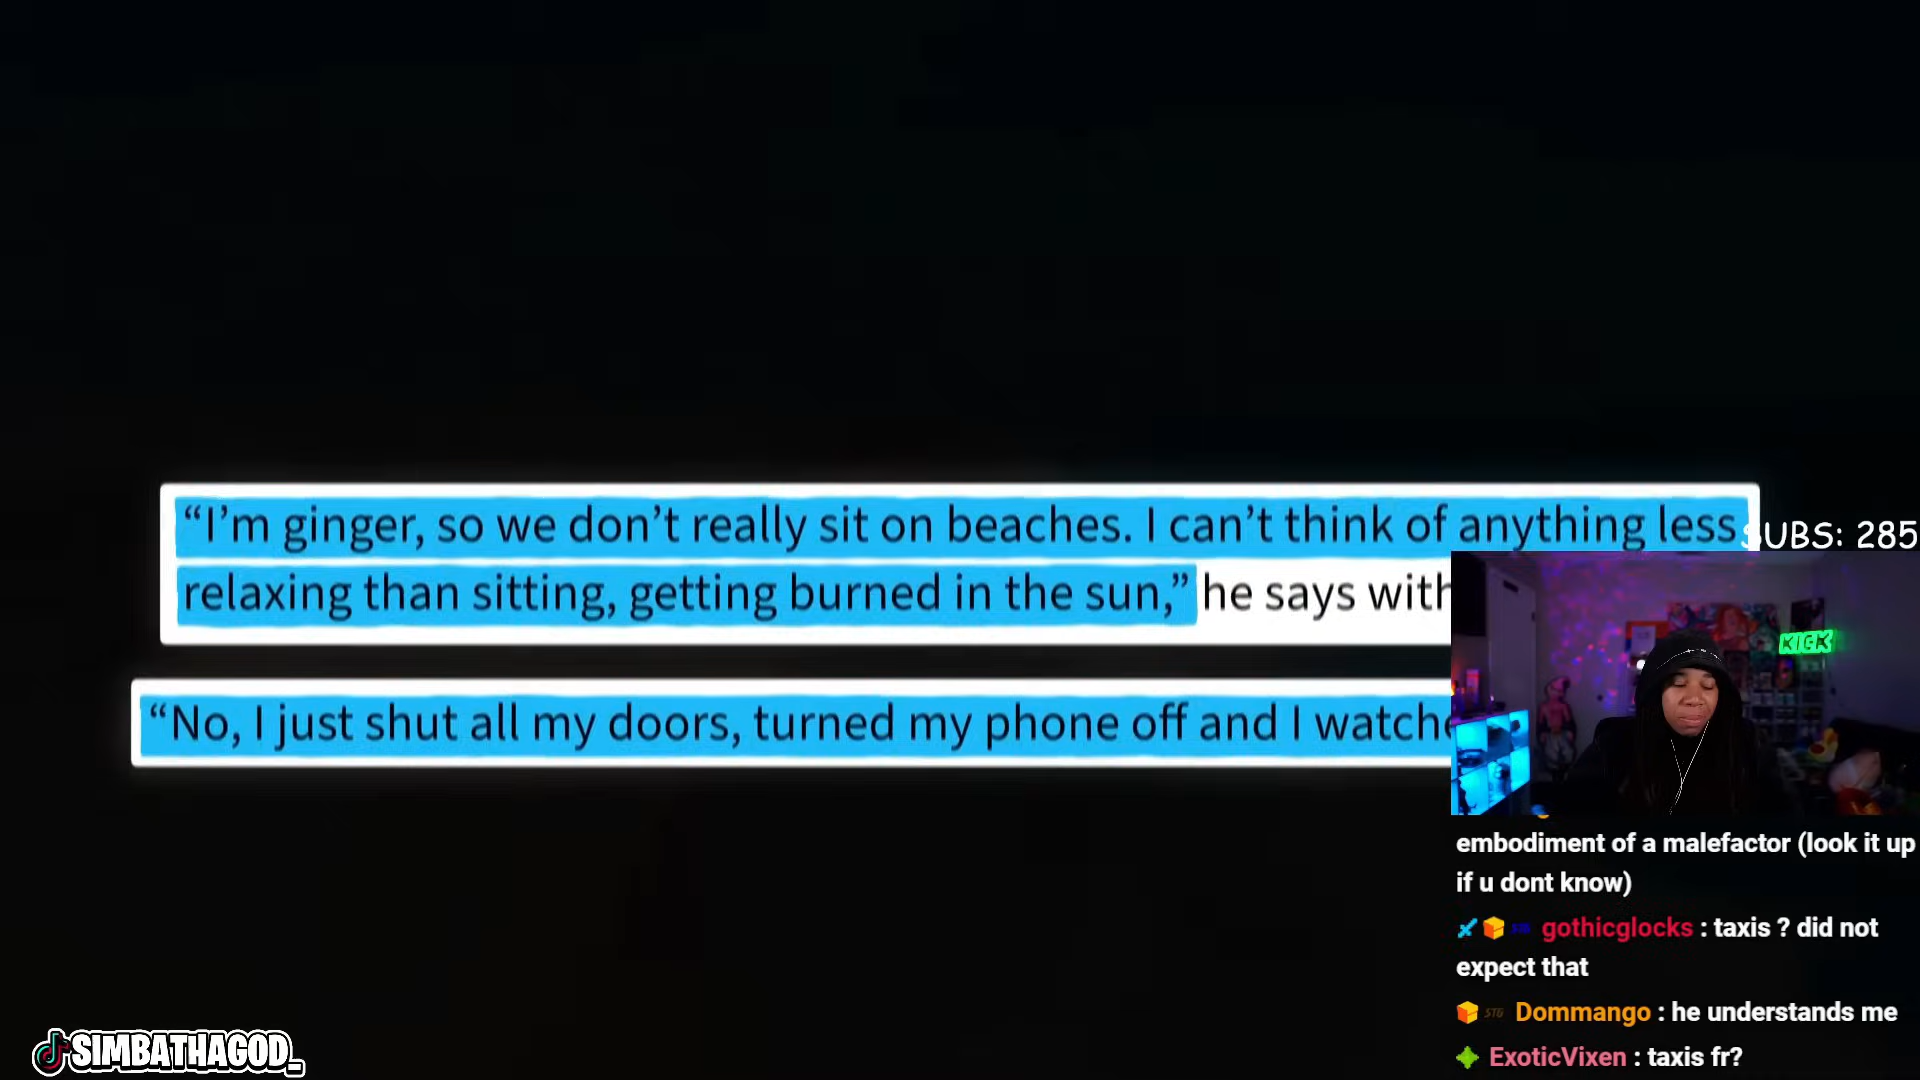 “I’m ginger, so we don’t really sit on beaches. I can’t think of anything less
relaxing than sitting, getting burned in the sun,” he says with
“No, I just shut all my doors, turned my phone off and I watche
SUBS: 285
KICK
embodiment of a malefactor (look it up
if u dont know)
gothicglocks : taxis ? did not
expect that
STG Dommango : he understands me
ExoticVixen : taxis fr?
SIMBATHAGOD_